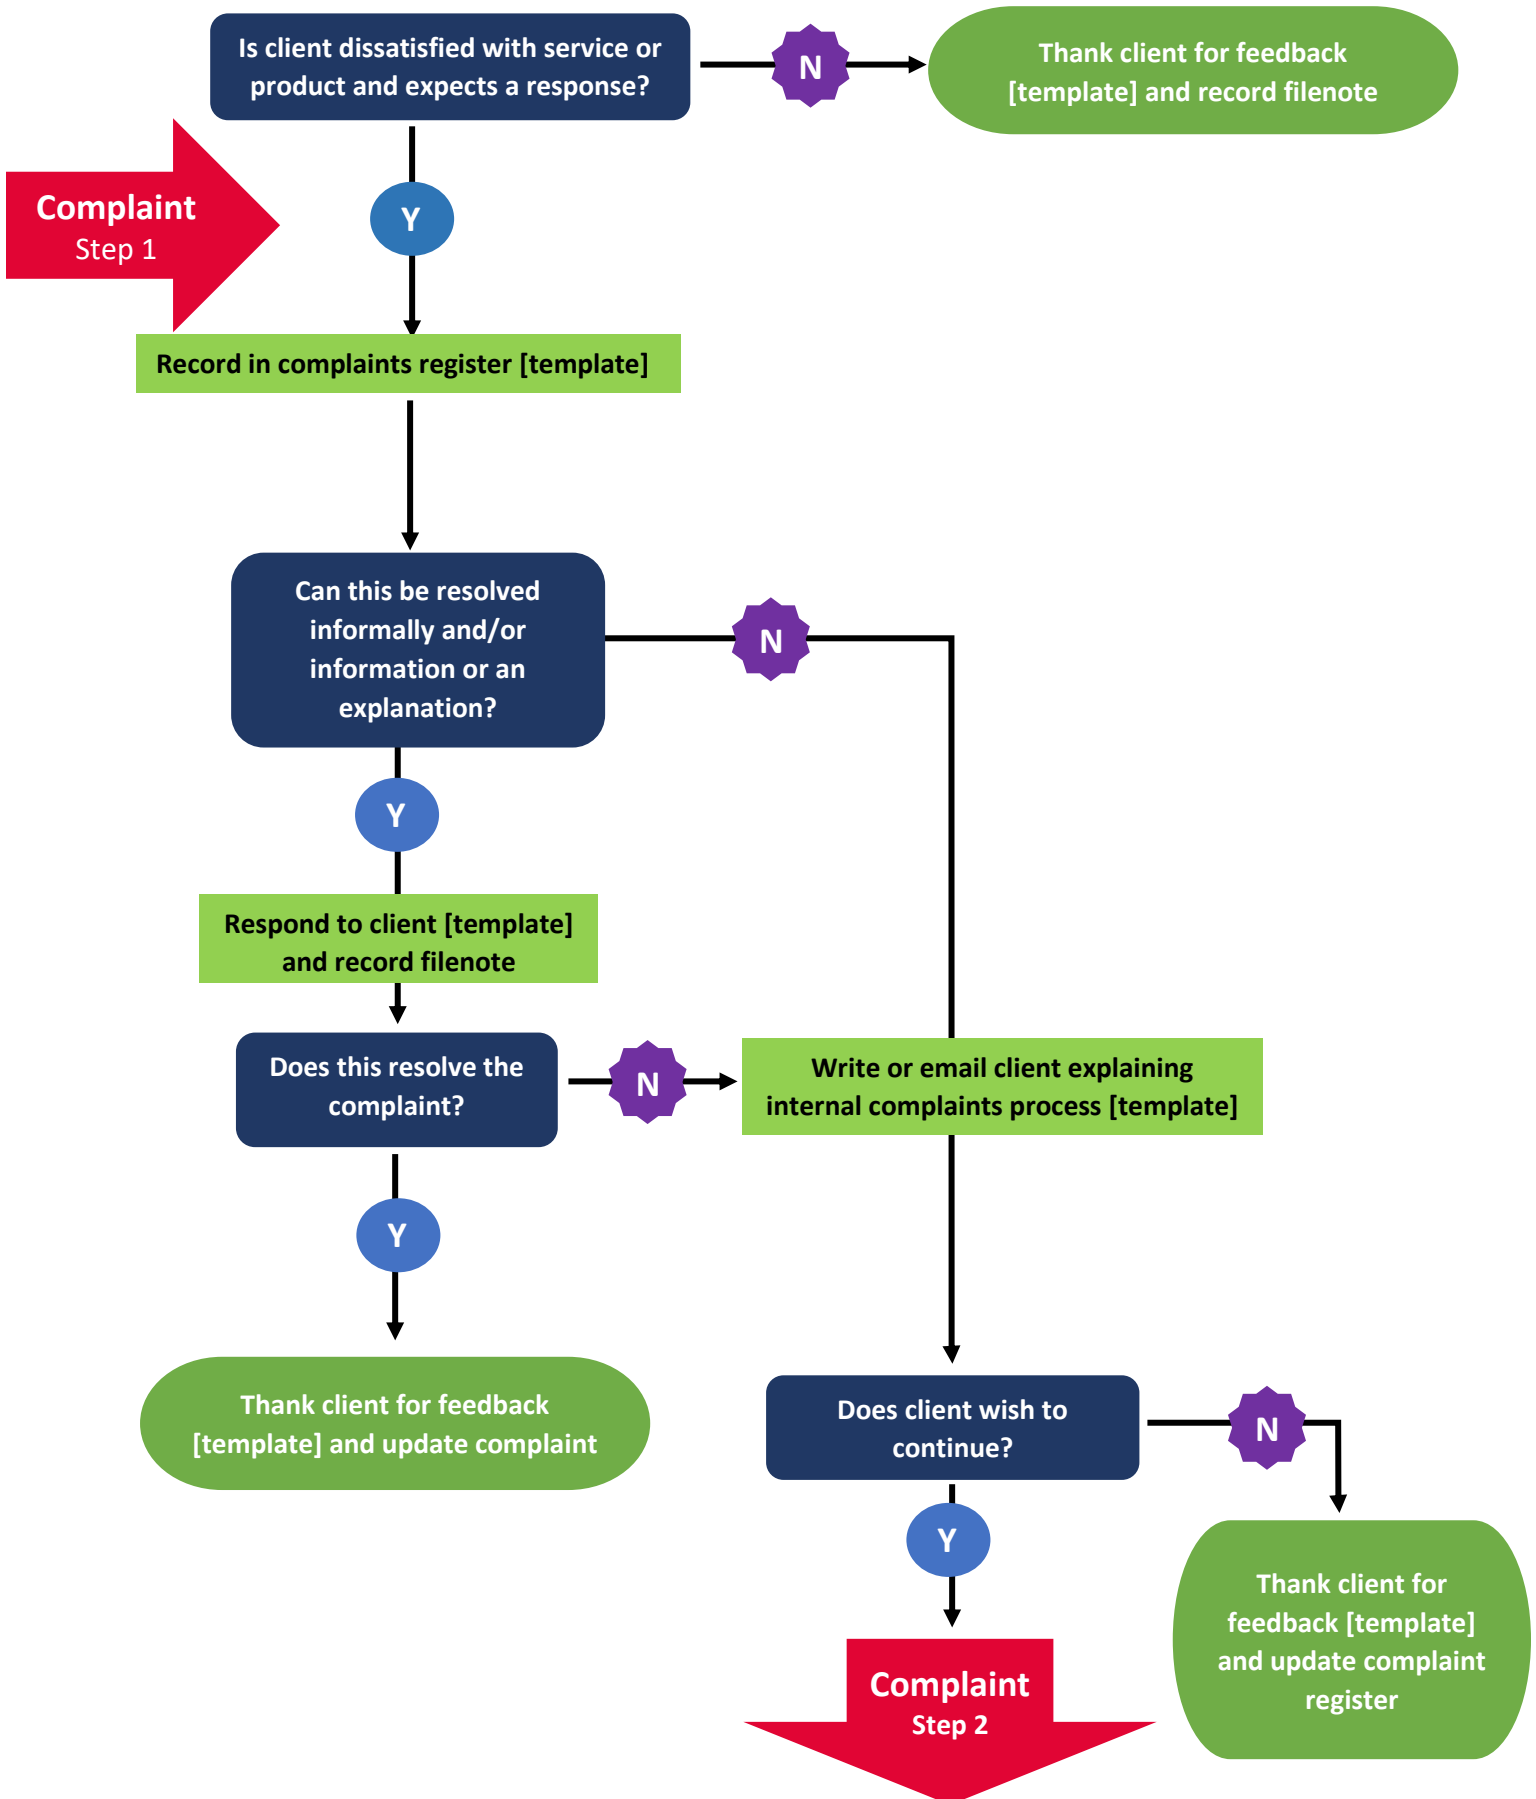 Is client dissatisfied with service or
product and expects a response?
N
Thank client for feedback
[template] and record filenote
Complaint
Step 1
Y
Record in complaints register [template]
Can this be resolved
informally and/or
information or an
explanation?
N
Y
Respond to client [template]
and record filenote
Does this resolve the
complaint?
N
Write or email client explaining
internal complaints process [template]
Y
Thank client for feedback
[template] and update complaint
Does client wish to
continue?
N
Y
Thank client for
feedback [template]
and update complaint
register
Complaint
Step 2